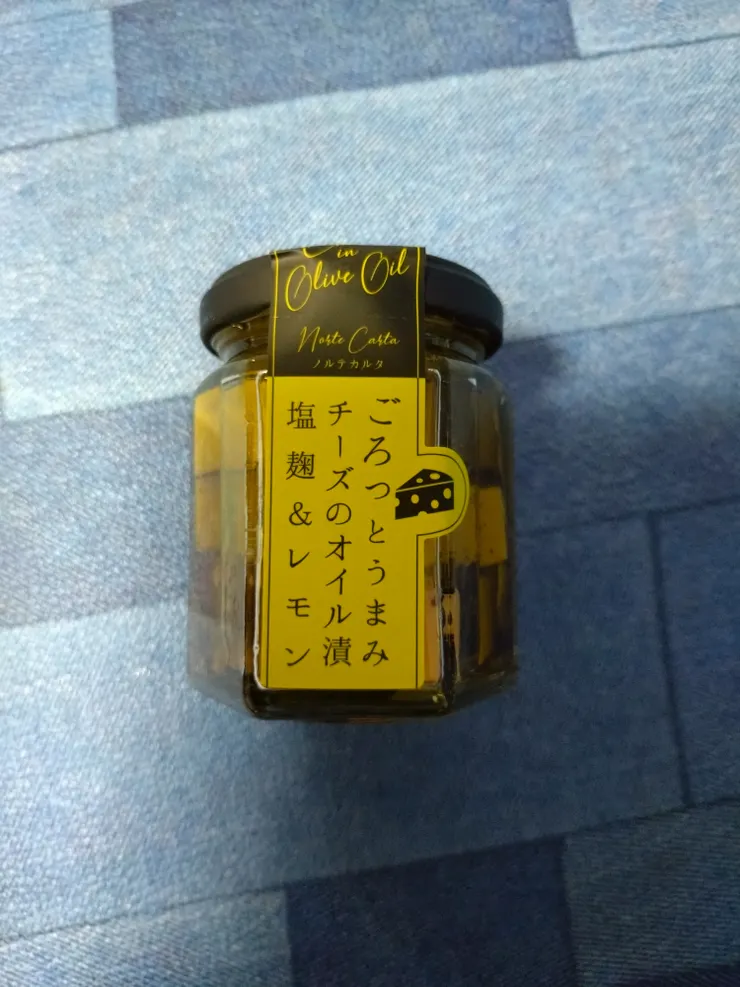 in
Olive Oil
Norte Carta
ノルテカルタ
ごろっとうまみ
チーズのオイル漬
塩麹&レモン